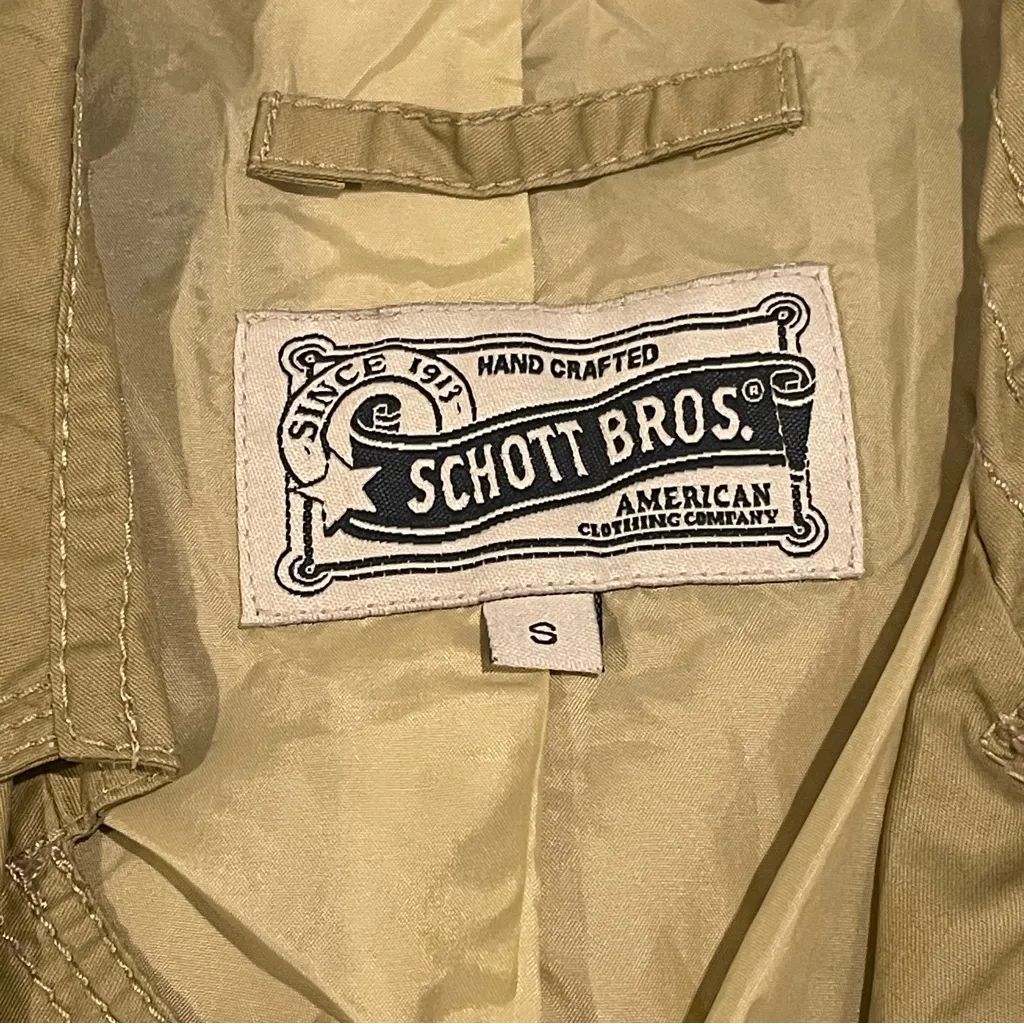 SINCE 1913-
HAND CRAFTED
SCHOTT BROS.®
AMERICAN
CLOTHING COMPANY
S